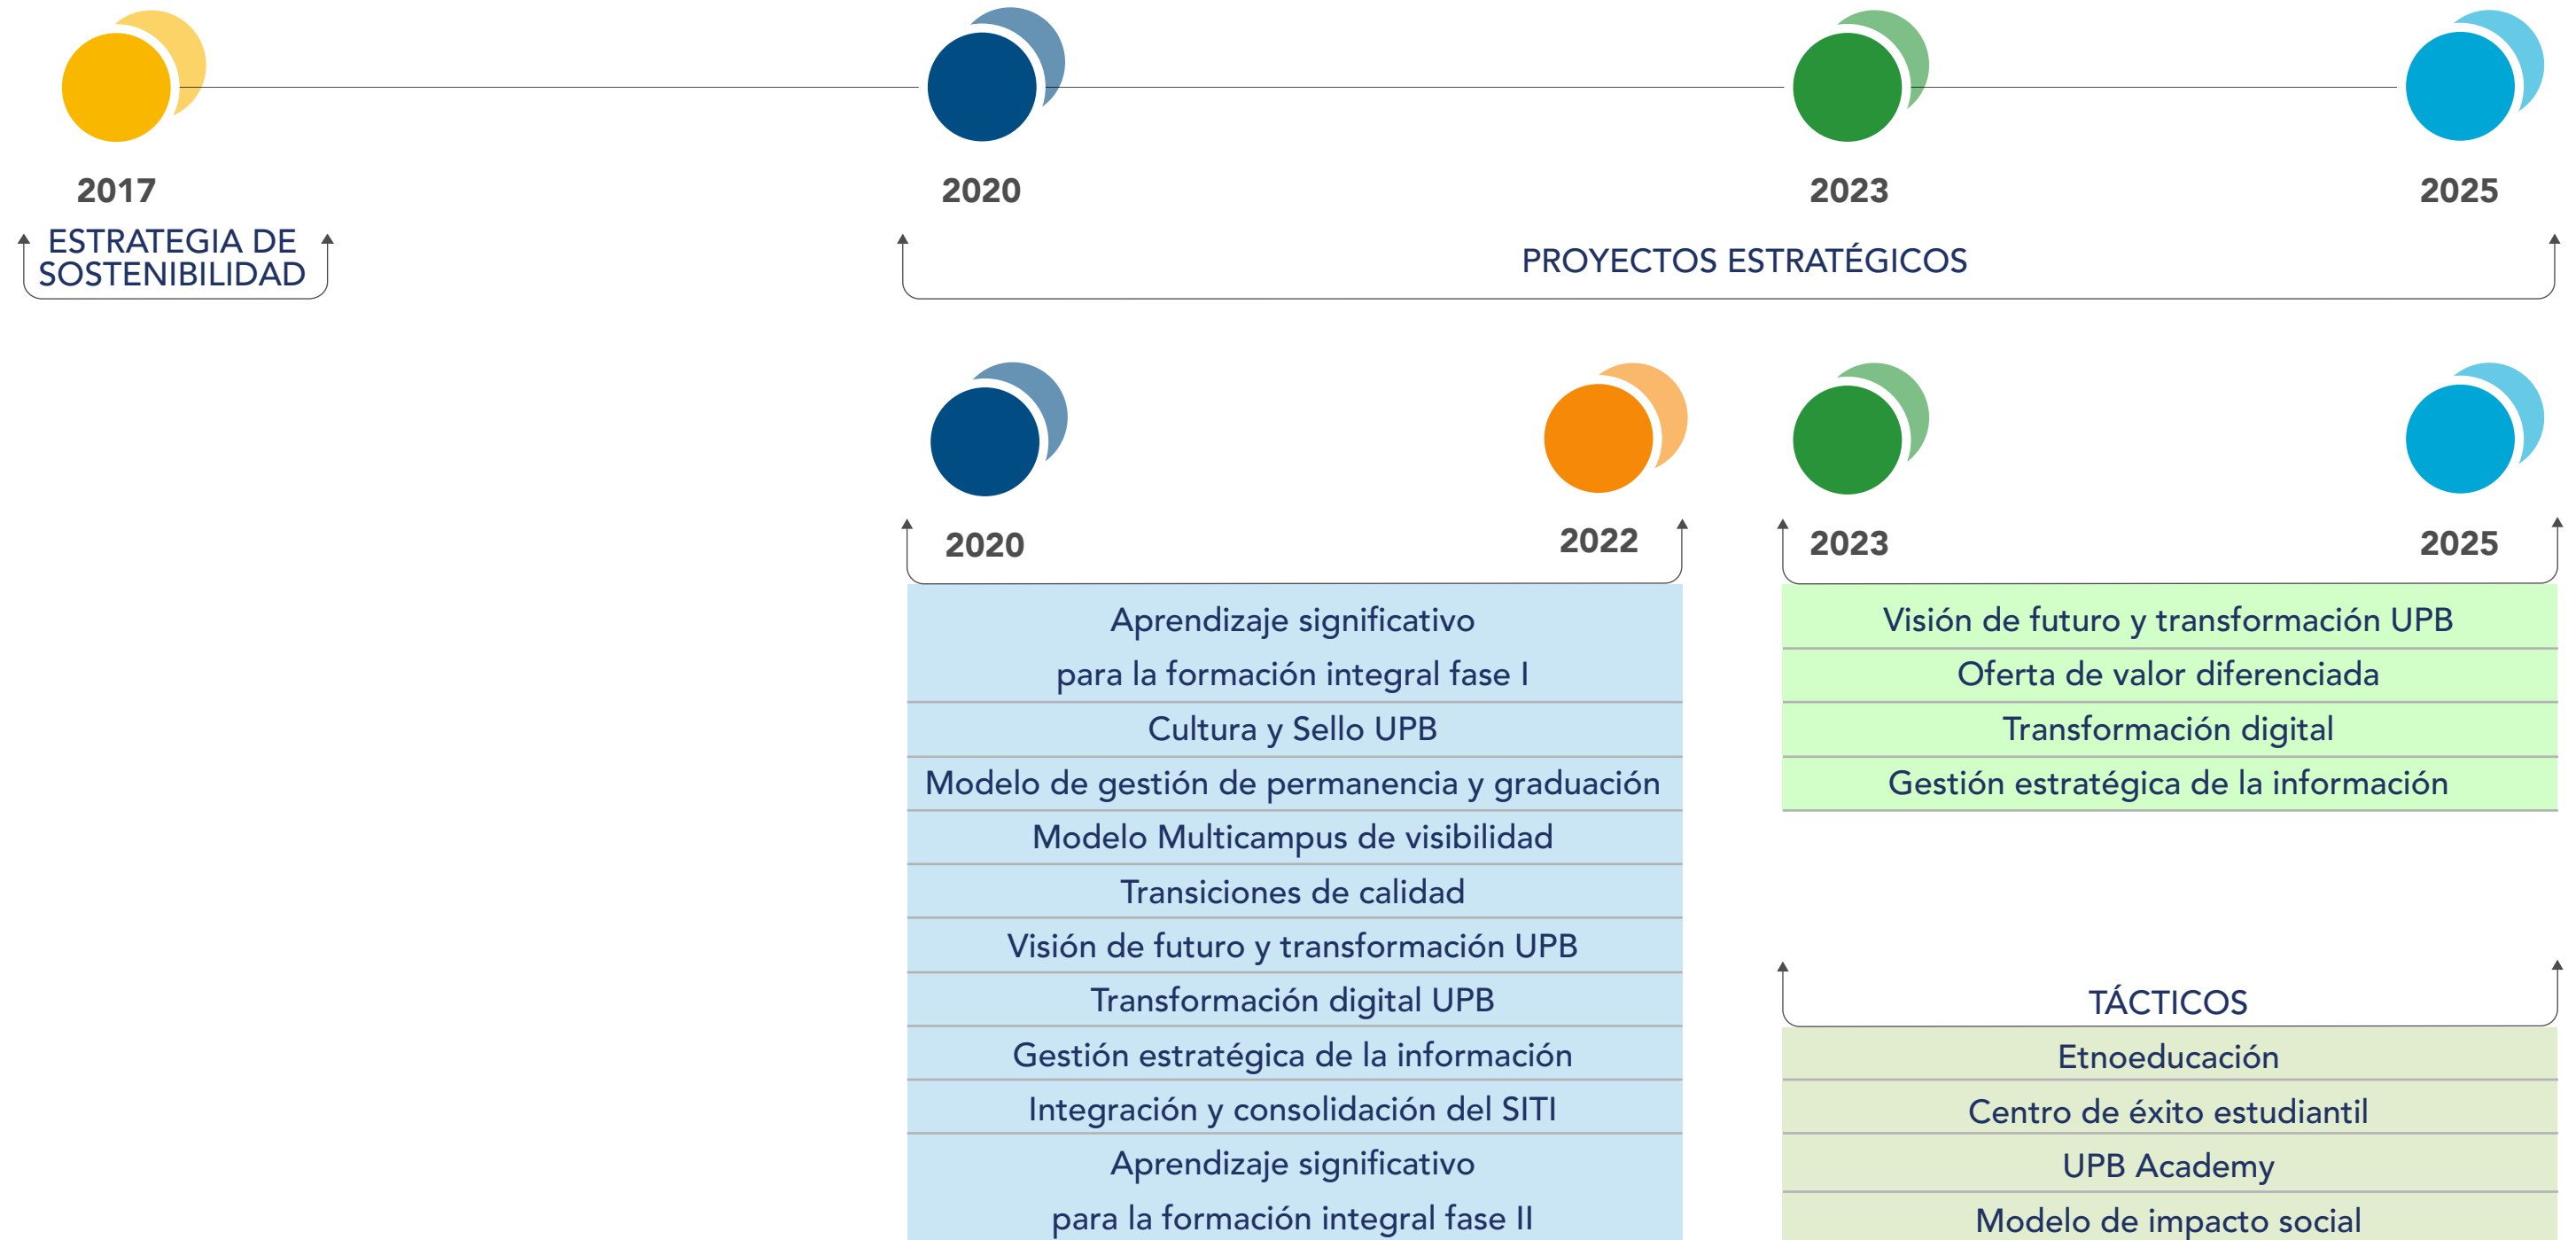 2017
2020
2023
2025
ESTRATEGIA DE
SOSTENIBILIDAD
PROYECTOS ESTRATÉGICOS
2020
2022
2023
2025
Aprendizaje significativo
para la formación integral fase I
Cultura y Sello UPB
Modelo de gestión de permanencia y graduación
Modelo Multicampus de visibilidad
Transiciones de calidad
Visión de futuro y transformación UPB
Transformación digital UPB
Gestión estratégica de la información
Integración y consolidación del SITI
Aprendizaje significativo
para la formación integral fase II
Visión de futuro y transformación UPB
Oferta de valor diferenciada
Transformación digital
Gestión estratégica de la información
TÁCTICOS
Etnoeducación
Centro de éxito estudiantil
UPB Academy
Modelo de impacto social